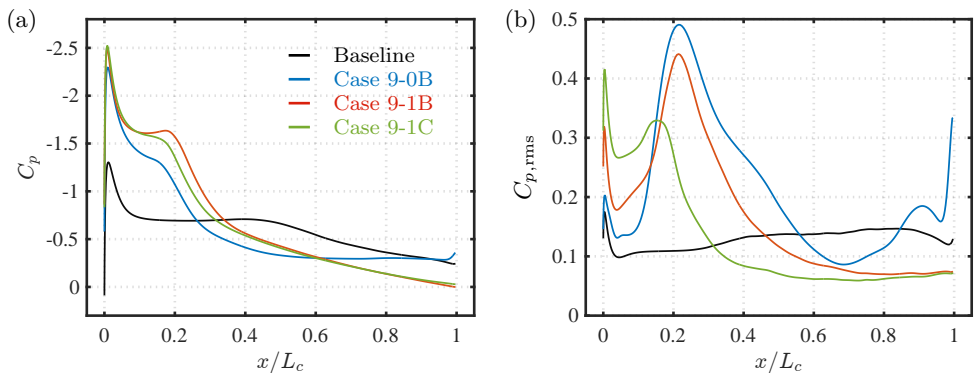 (a)
-2.5
-2
-1.5
-1
-0.5
0
C_p
Baseline
Case 9-0B
Case 9-1B
Case 9-1C
0 0.2 0.4 0.6 0.8 1
x/L_c
(b)
0.5
0.4
0.3
0.2
0.1
0
C_{p,rms}
0 0.2 0.4 0.6 0.8 1
x/L_c